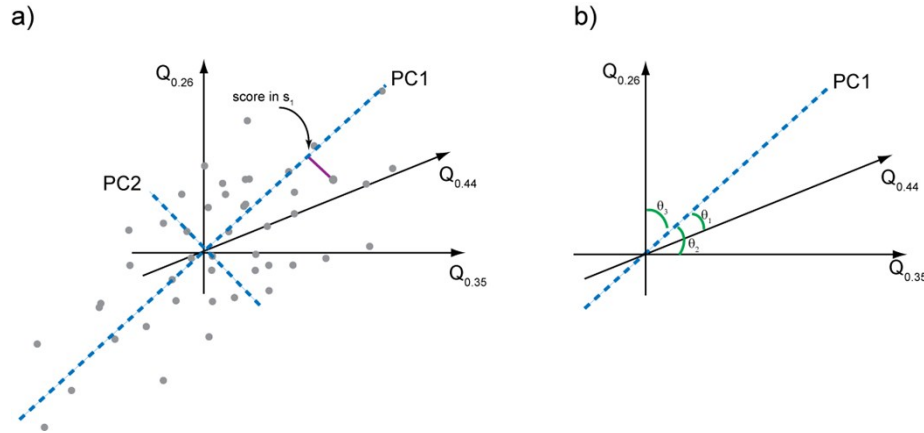 a)
Q0.26
PC1
score in s1
PC2
Q0.44
Q0.35
b)
Q0.26
PC1
Q0.44
θ3
θ1
θ2
Q0.35